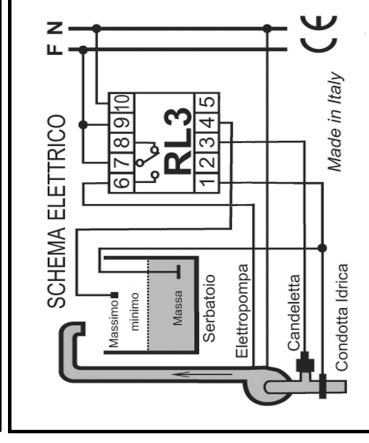 SCHEMA ELETTRICO
F N
6 7 8 9 10
RL3
1 2 3 4 5
CE
Made in Italy
Massimo
minimo
Massa
Serbatoio
Elettropompa
Candeletta
Condotta Idrica